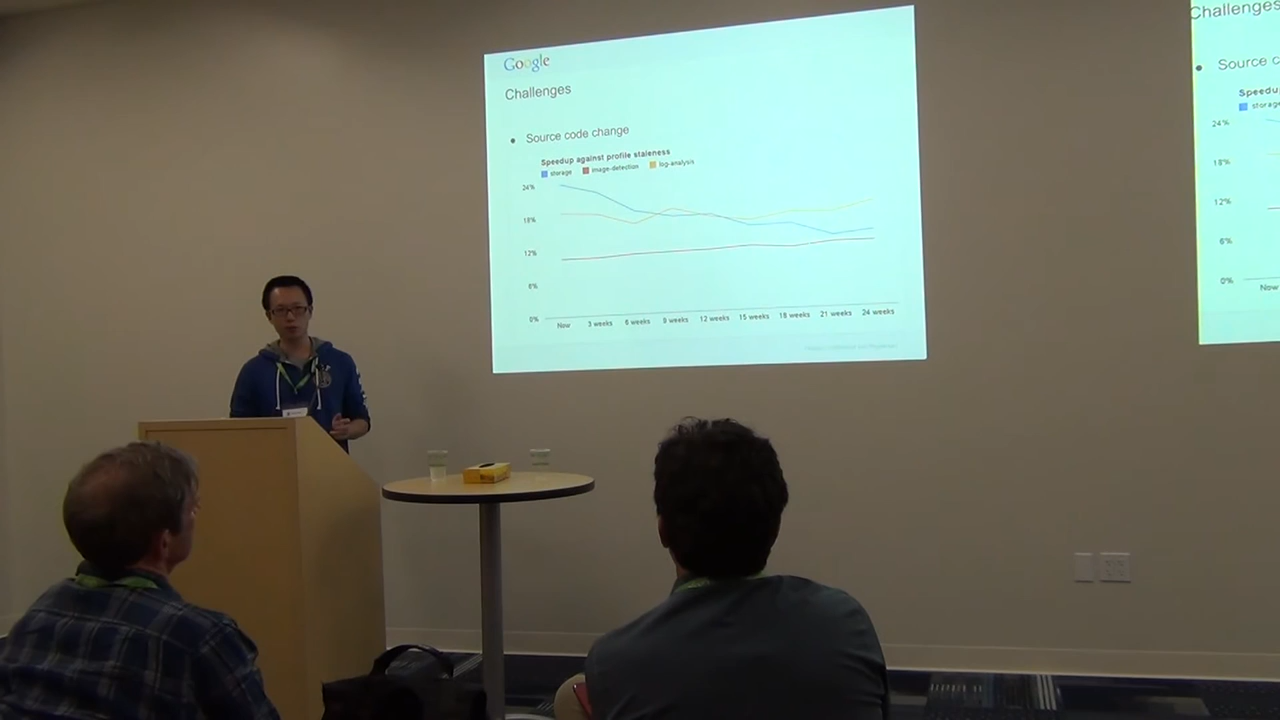 Google
Challenges
• Source code change
Speedup against profile staleness
storage image-detection log-analysis
24%
18%
12%
6%
0%
Now 3 weeks 6 weeks 9 weeks 12 weeks 15 weeks 18 weeks 21 weeks 24 weeks
Challenges
• Source c
Speedup
storage
24%
18%
12%
6%
0%
Now